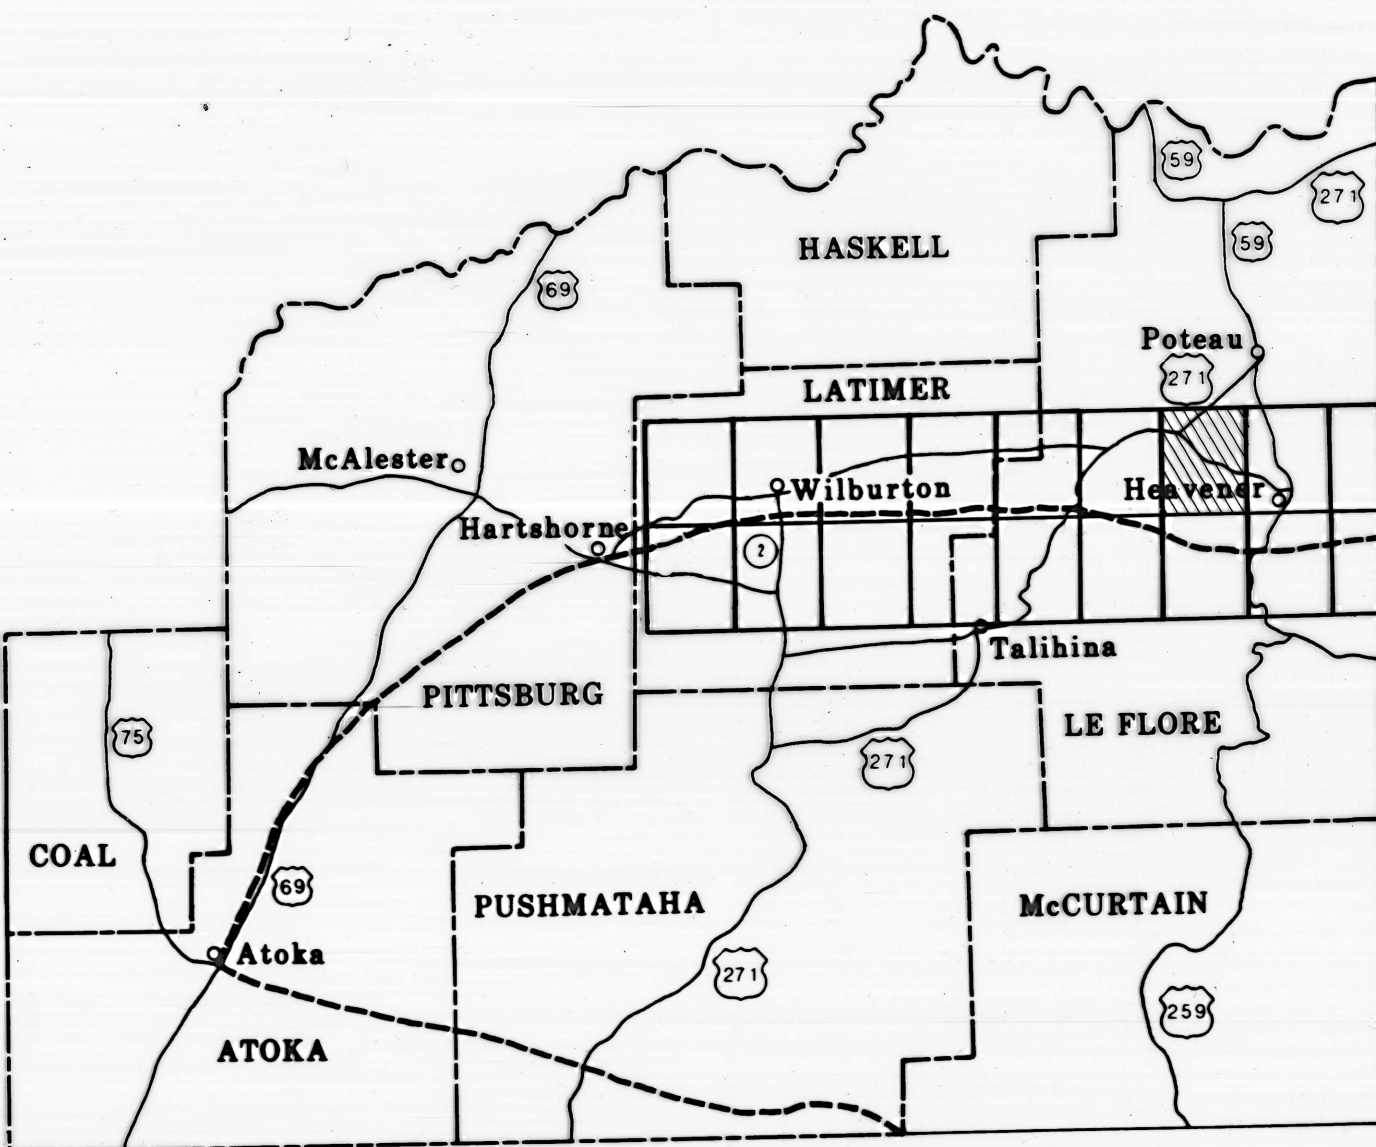 59
271
HASKELL
59
69
Poteau
271
LATIMER
McAlester
Wilburton
Heavener
Hartshorne
2
Talihina
PITTSBURG
LE FLORE
75
271
COAL
69
PUSHMATAHA
McCURTAIN
Atoka
271
259
ATOKA